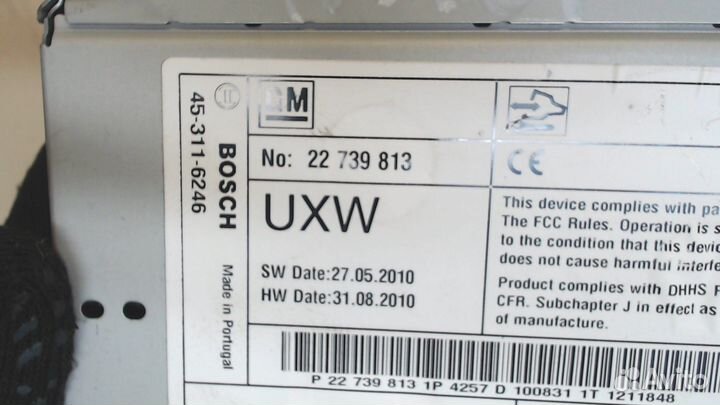 45-311-6246
BOSCH
Made in Portugal
GM
No: 22 739 813
UXW
SW Date:27.05.2010
HW Date:31.08.2010
CE
This device complies with
The FCC Rules. Operation is
to the condition that this
does not cause harmful
Product complies with DHHS
CFR. Subchapter J in effect as
of manufacture.
P 22 739 813 1P 4257 D 100831 1T 1211848
Avito